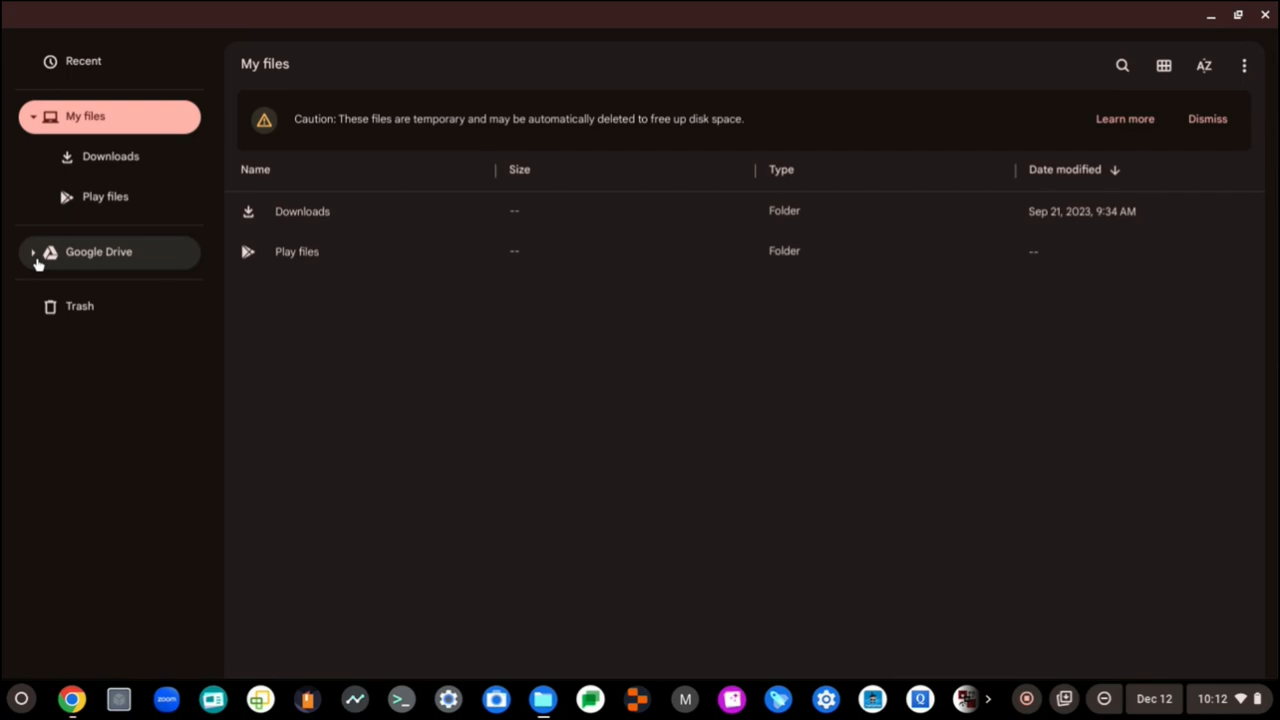 Recent
My files
Downloads
Play files
Google Drive
Trash
My files
AZ
Caution: These files are temporary and may be automatically deleted to free up disk space.
Learn more
Dismiss
Name
Size
Type
Date modified
Downloads
--
Folder
Sep 21, 2023, 9:34 AM
Play files
--
Folder
--
zoom
>_
M
Q
Dec 12
10:12